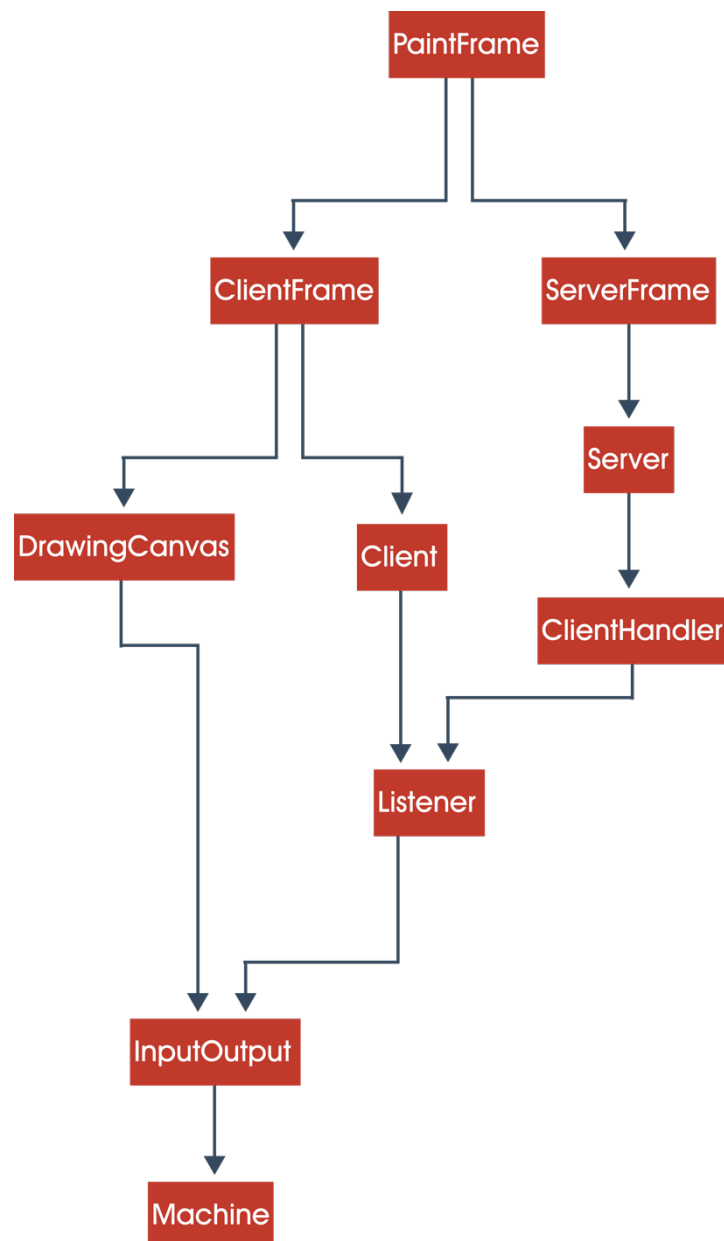 PaintFrame
ClientFrame
ServerFrame
Server
DrawingCanvas
Client
ClientHandler
Listener
InputOutput
Machine